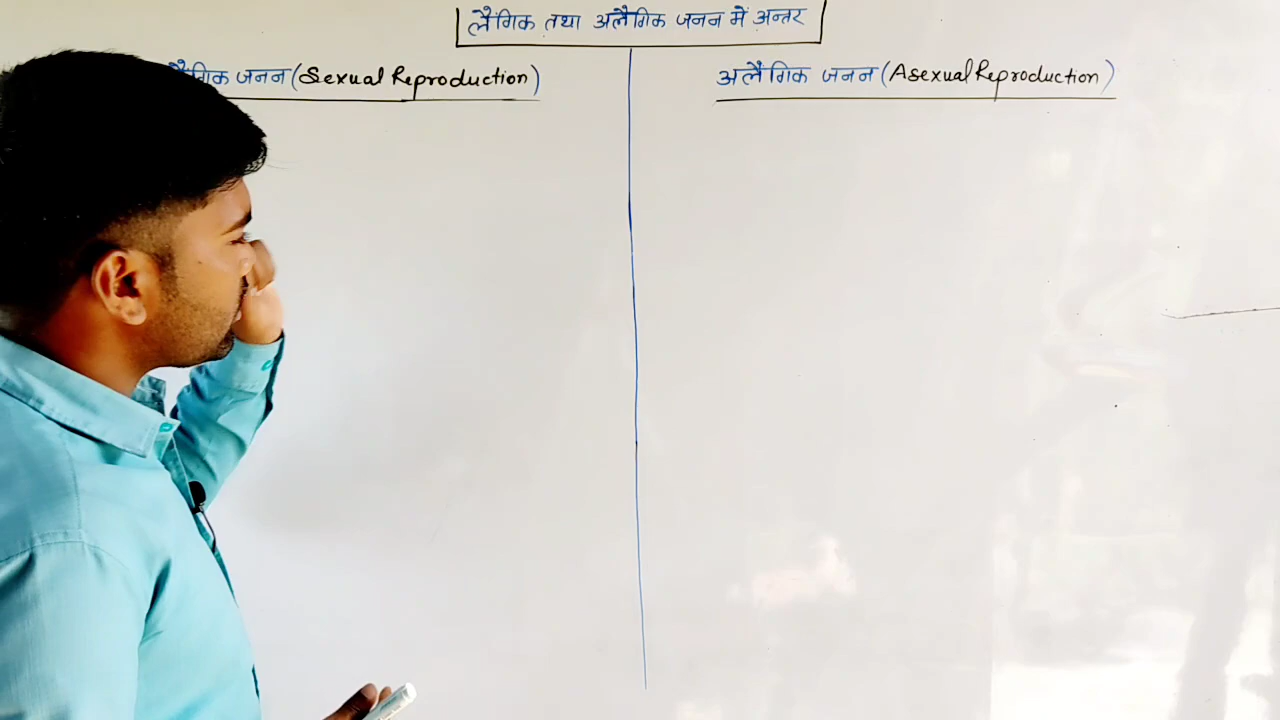 लैंगिक तथा अलैंगिक जनन में अन्तर
लैंगिक जनन (Sexual Reproduction)
अलैंगिक जनन (Asexual Reproduction)